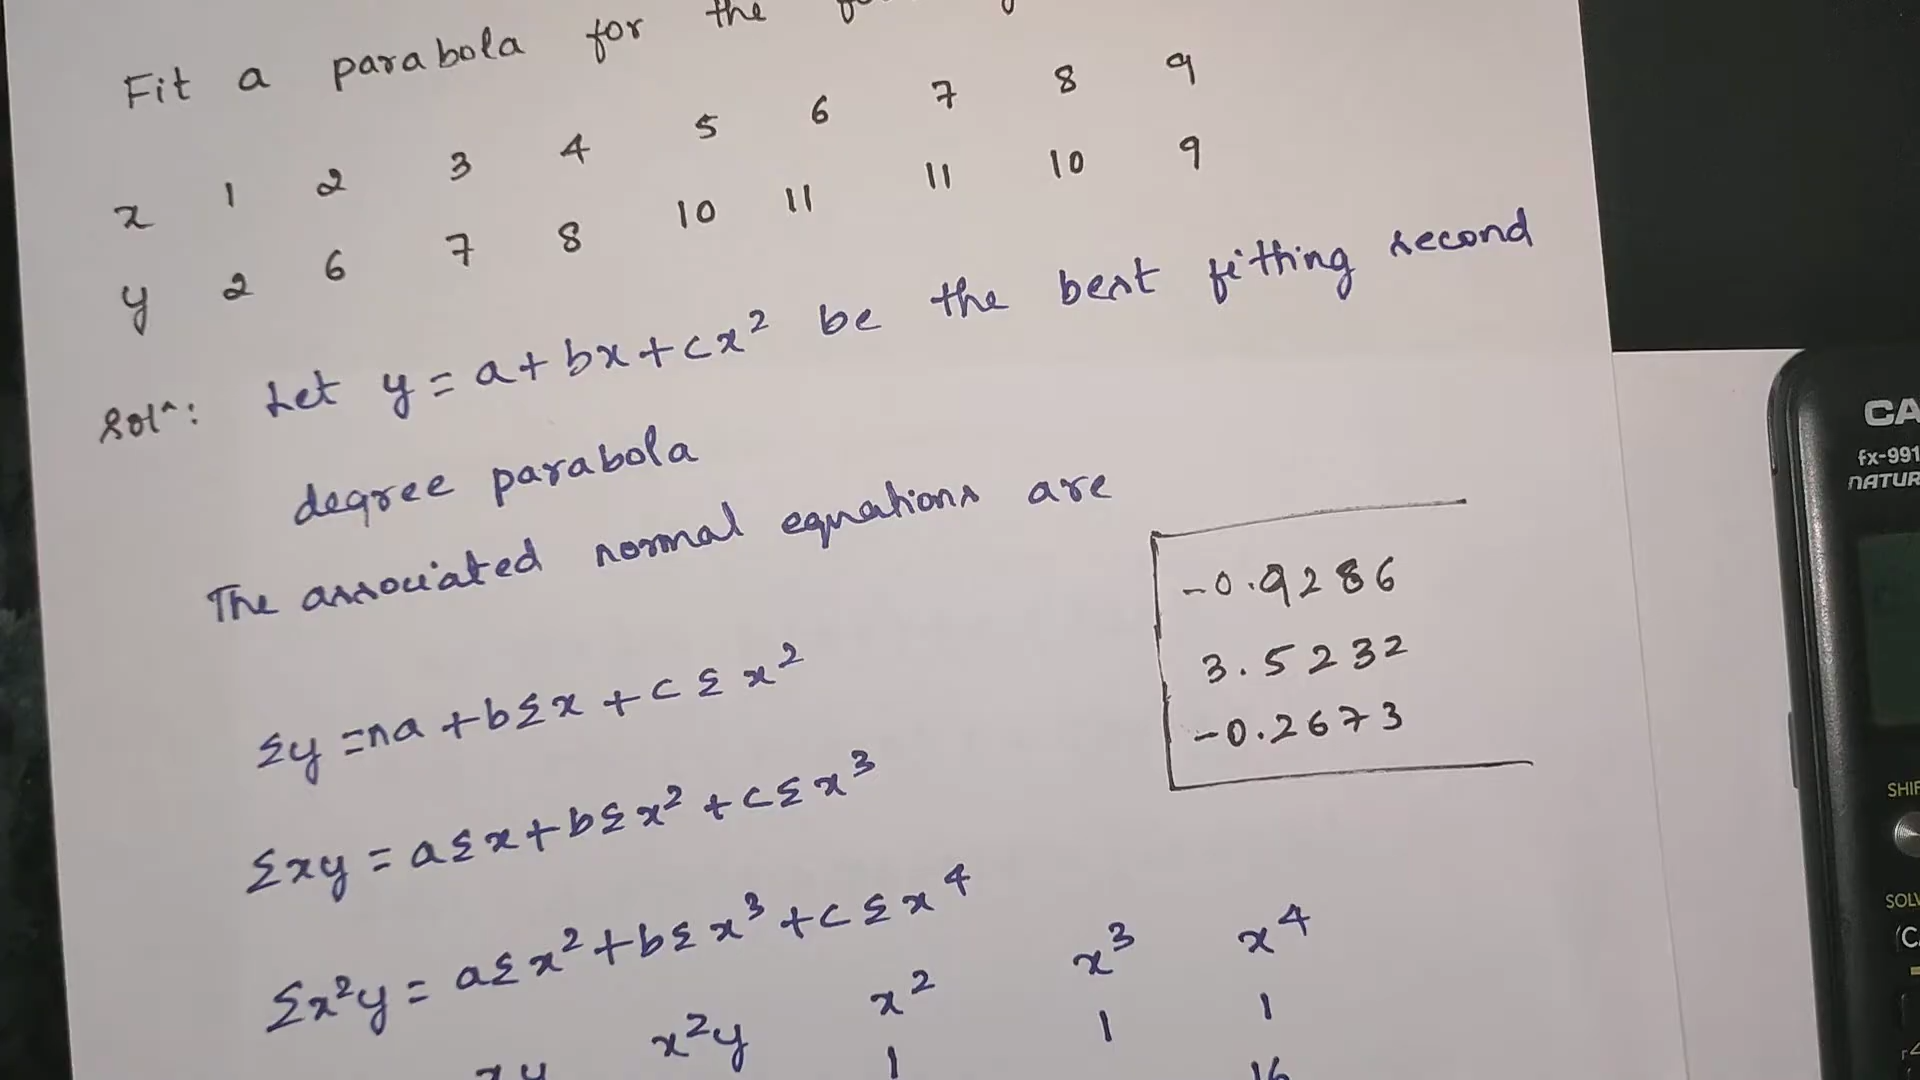 Fit a parabola for the
x 1 2 3 4 5 6 7 8 9
y 2 6 7 8 10 11 11 10 9
Solⁿ: Let y = a + bx + cx² be the best fitting second
degree parabola
The associated normal equations are
Σy = na + bΣx + cΣx²
Σxy = aΣx + bΣx² + cΣx³
Σx²y = aΣx² + bΣx³ + cΣx⁴
xy x²y x² x³ x⁴
1 1 1
16
-0.9286
3.5232
-0.2673
CA
fx-991
NATUR
SHIF
SOLV